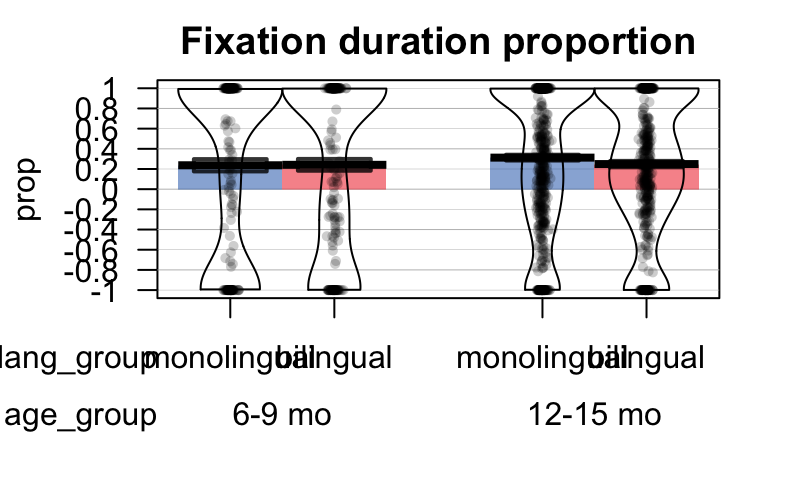 Fixation duration proportion
prop
1
0.8
0.6
0.4
0.2
0
-0.2
-0.4
-0.6
-0.8
-1
lang_group monolingual bilingual monolingual bilingual
age_group 6-9 mo 12-15 mo